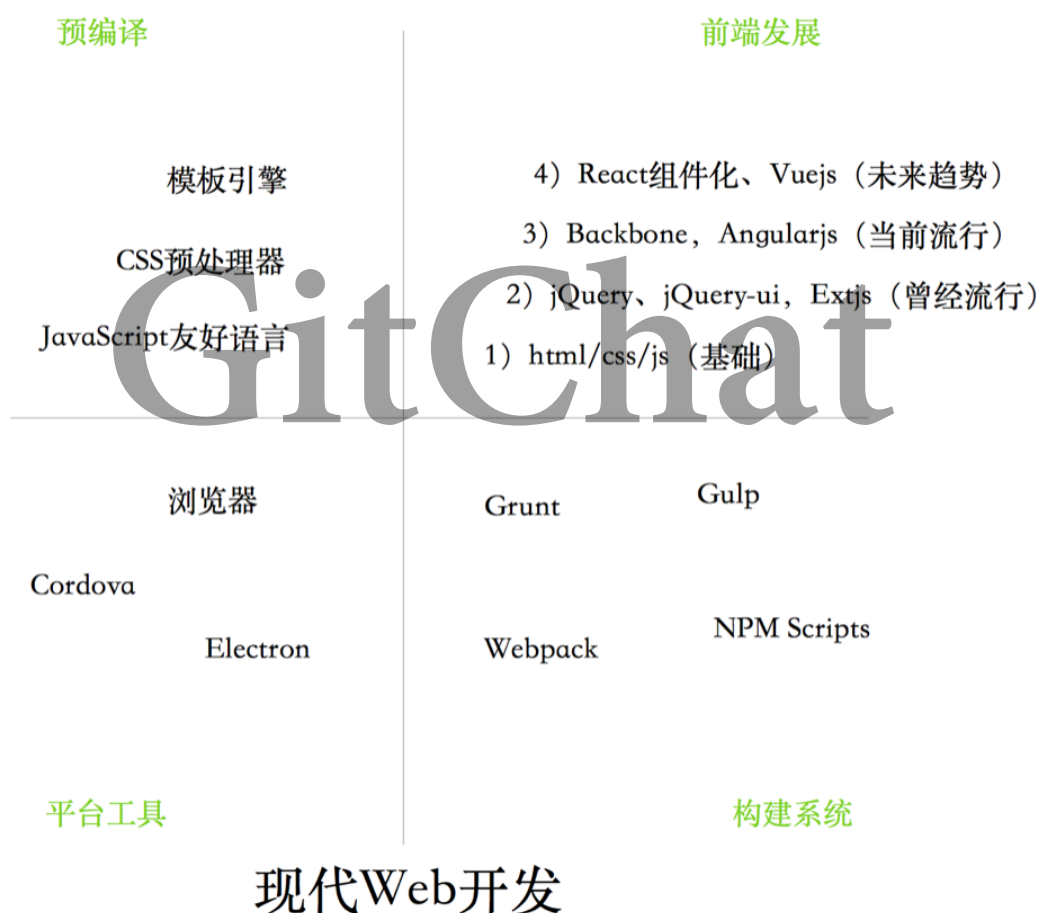 预编译
前端发展
模板引擎
CSS预处理器
JavaScript友好语言
4）React组件化、Vuejs（未来趋势）
3）Backbone，Angularjs（当前流行）
2）jQuery、jQuery-ui，Extjs（曾经流行）
1）html/css/js（基础）
GitChat
浏览器
Cordova
Electron
Grunt
Gulp
Webpack
NPM Scripts
平台工具
构建系统
现代Web开发